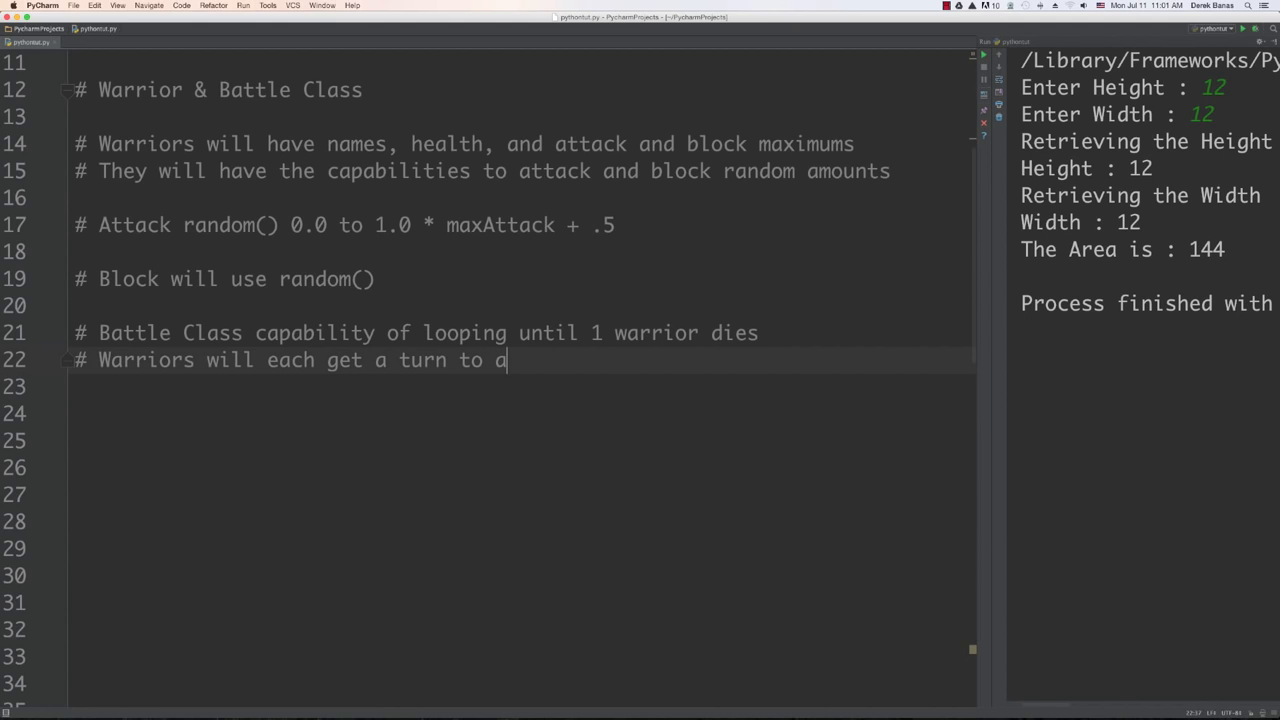 PyCharm File Edit View Navigate Code Refactor Run Tools VCS Window Help 10 Mon Jul 11 11:01 AM Derek Banas
pythontut.py - PycharmProjects - [~/PycharmProjects]
PycharmProjects pythontut.py pythontut
pythontut.py Run pythontut
11
12 # Warrior & Battle Class
13
14 # Warriors will have names, health, and attack and block maximums
15 # They will have the capabilities to attack and block random amounts
16
17 # Attack random() 0.0 to 1.0 * maxAttack + .5
18
19 # Block will use random()
20
21 # Battle Class capability of looping until 1 warrior dies
22 # Warriors will each get a turn to a
23
24
25
26
27
28
29
30
31
32
33
34
/Library/Frameworks/Py
Enter Height : 12
Enter Width : 12
Retrieving the Height
Height : 12
Retrieving the Width
Width : 12
The Area is : 144
Process finished with
22:37 LF UTF-8